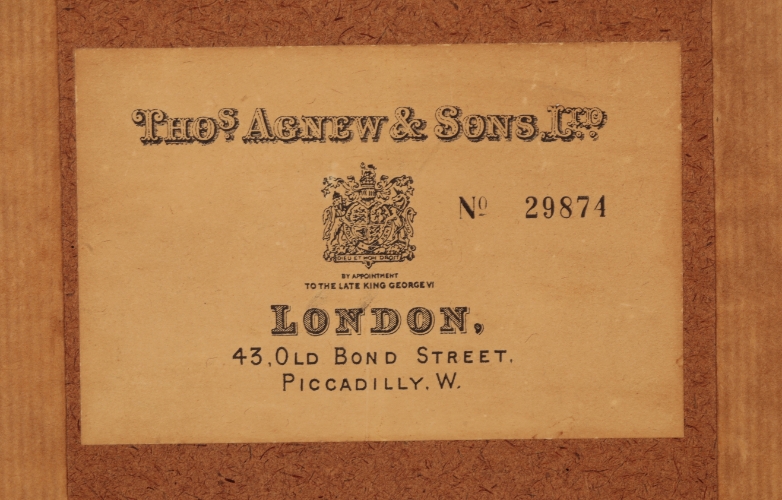 Thos. Agnew & Sons, Ltd.
No 29874
DIEU ET MON DROIT
BY APPOINTMENT
TO THE LATE KING GEORGE VI
LONDON,
43, OLD BOND STREET,
PICCADILLY. W.